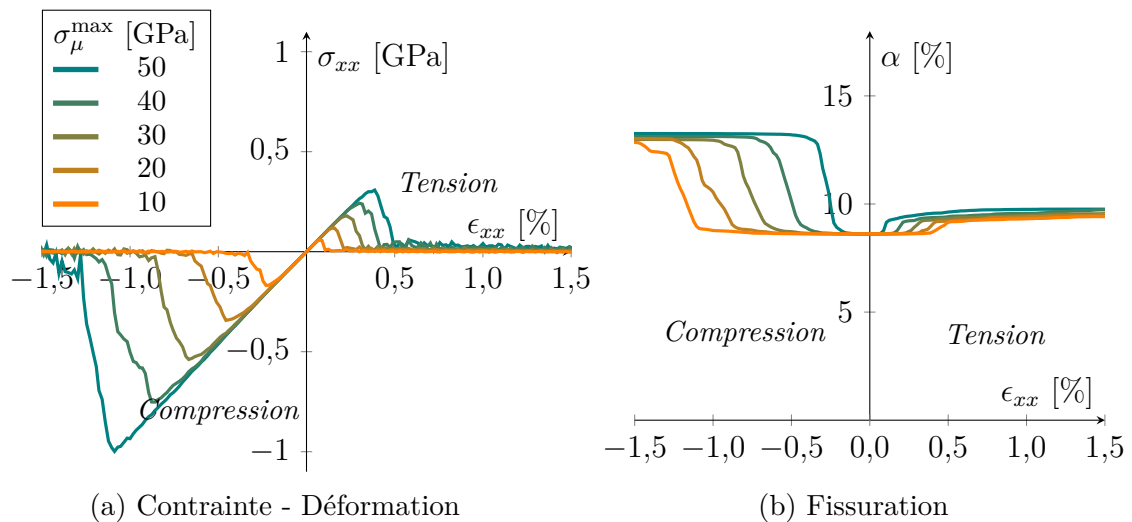 σ_μ^max [GPa]
50
40
30
20
10
σ_xx [GPa]
1
0,5
−0,5
−1
Tension
ϵ_xx [%]
−1,5 −1,0 −0,5 0,5 1,0 1,5
Compression
(a) Contrainte - Déformation
α [%]
15
10
5
Compression
Tension
ϵ_xx [%]
−1,5 −1,0 −0,5 0,0 0,5 1,0 1,5
(b) Fissuration